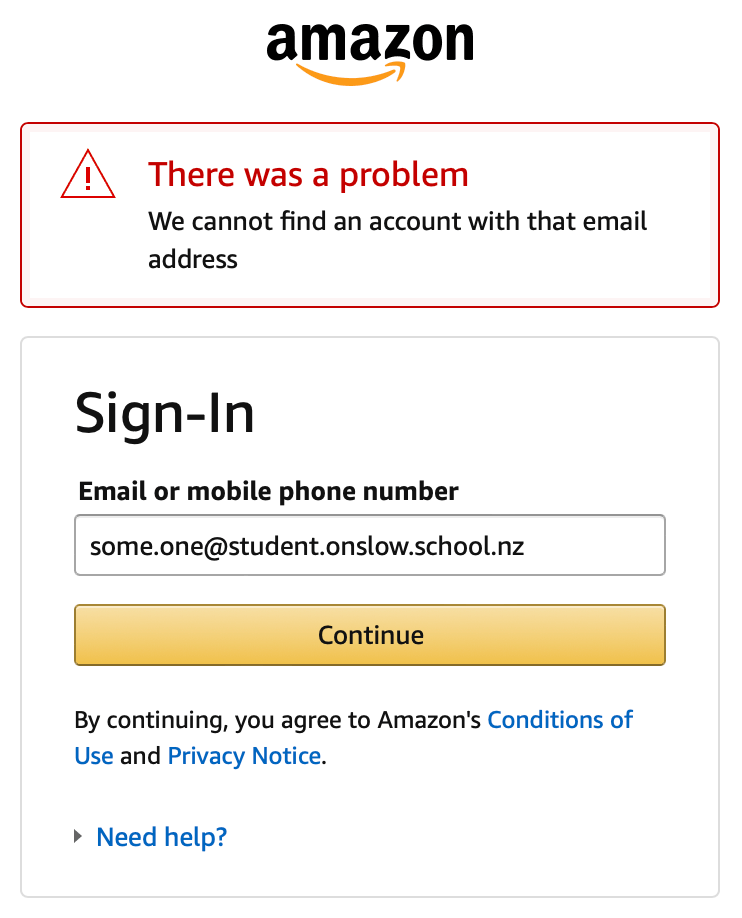 amazon
There was a problem
We cannot find an account with that email
address
Sign-In
Email or mobile phone number
some.one@student.onslow.school.nz
Continue
By continuing, you agree to Amazon's Conditions of
Use and Privacy Notice.
Need help?